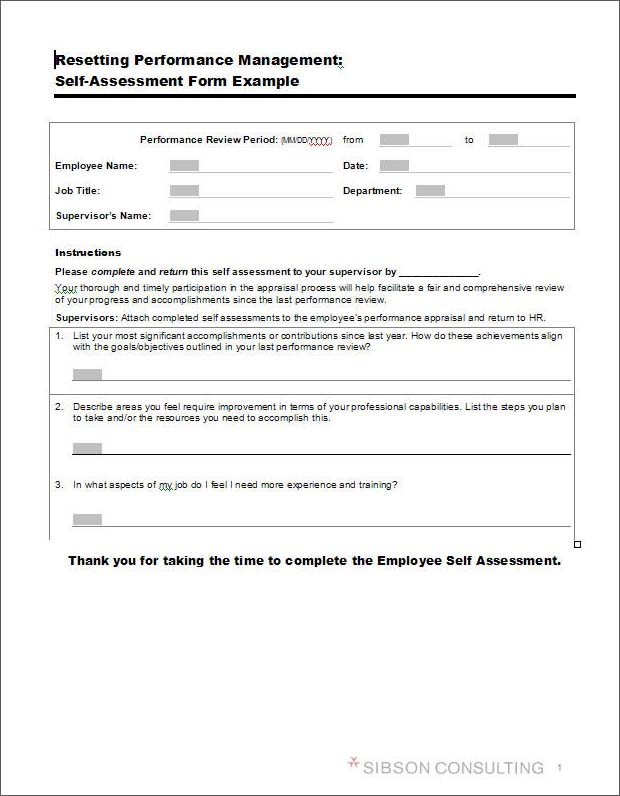 Resetting Performance Management:
Self-Assessment Form Example
Performance Review Period: (MM/DD/YYYY) from to
Employee Name: Date:
Job Title: Department:
Supervisor's Name:
Instructions
Please complete and return this self assessment to your supervisor by ______________.
Your thorough and timely participation in the appraisal process will help facilitate a fair and comprehensive review
of your progress and accomplishments since the last performance review.
Supervisors: Attach completed self assessments to the employee's performance appraisal and return to HR.
1. List your most significant accomplishments or contributions since last year. How do these achievements align
with the goals/objectives outlined in your last performance review?
2. Describe areas you feel require improvement in terms of your professional capabilities. List the steps you plan
to take and/or the resources you need to accomplish this.
3. In what aspects of my job do I feel I need more experience and training?
Thank you for taking the time to complete the Employee Self Assessment.
SIBSON CONSULTING 1